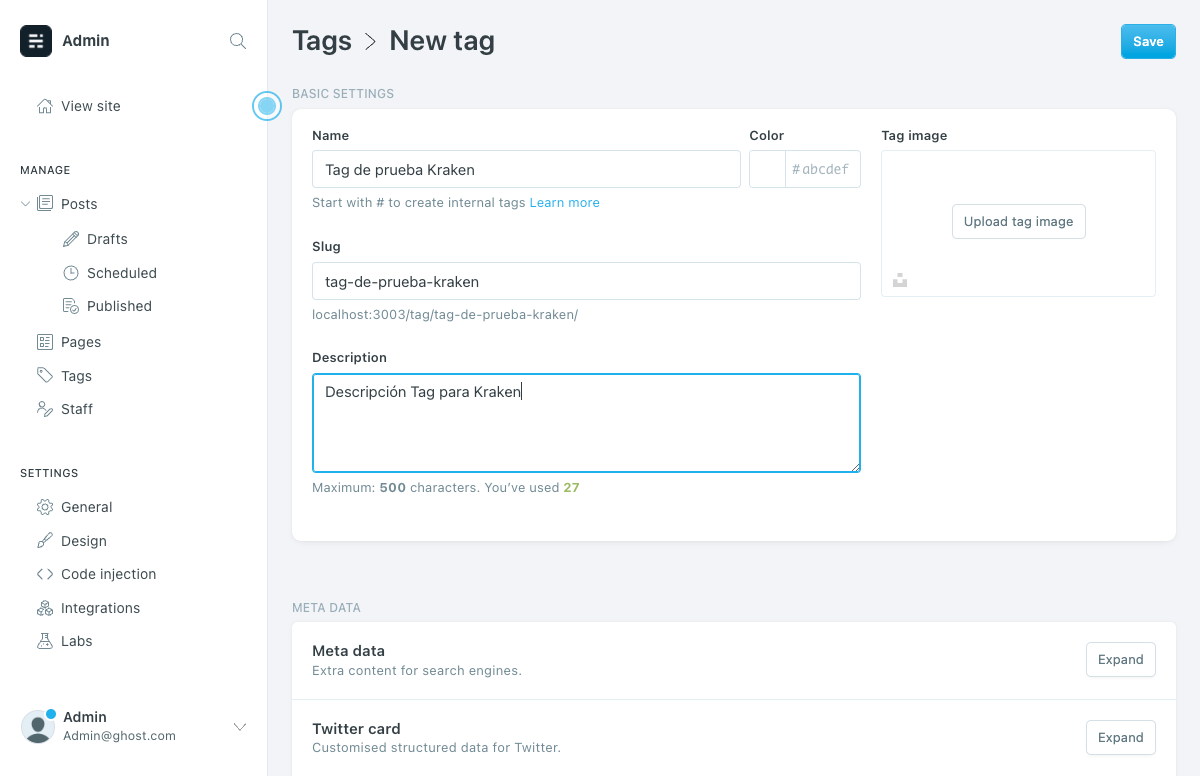 Admin
View site
MANAGE
Posts
Drafts
Scheduled
Published
Pages
Tags
Staff
SETTINGS
General
Design
Code injection
Integrations
Labs
Admin
Admin@ghost.com
Tags > New tag
Save
BASIC SETTINGS
Name
Tag de prueba Kraken
Start with # to create internal tags Learn more
Color
#abcdef
Tag image
Upload tag image
Slug
tag-de-prueba-kraken
localhost:3003/tag/tag-de-prueba-kraken/
Description
Descripción Tag para Kraken
Maximum: 500 characters. You’ve used 27
META DATA
Meta data
Extra content for search engines.
Expand
Twitter card
Customised structured data for Twitter.
Expand